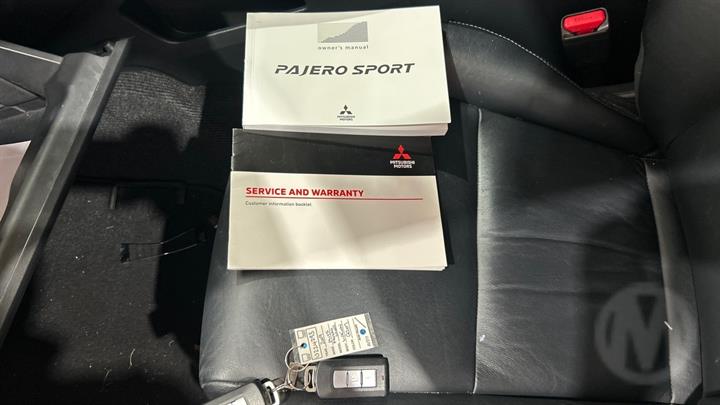 owner's manual
PAJERO SPORT
MITSUBISHI
MOTORS
MITSUBISHI
MOTORS
SERVICE AND WARRANTY
Customer information booklet
M